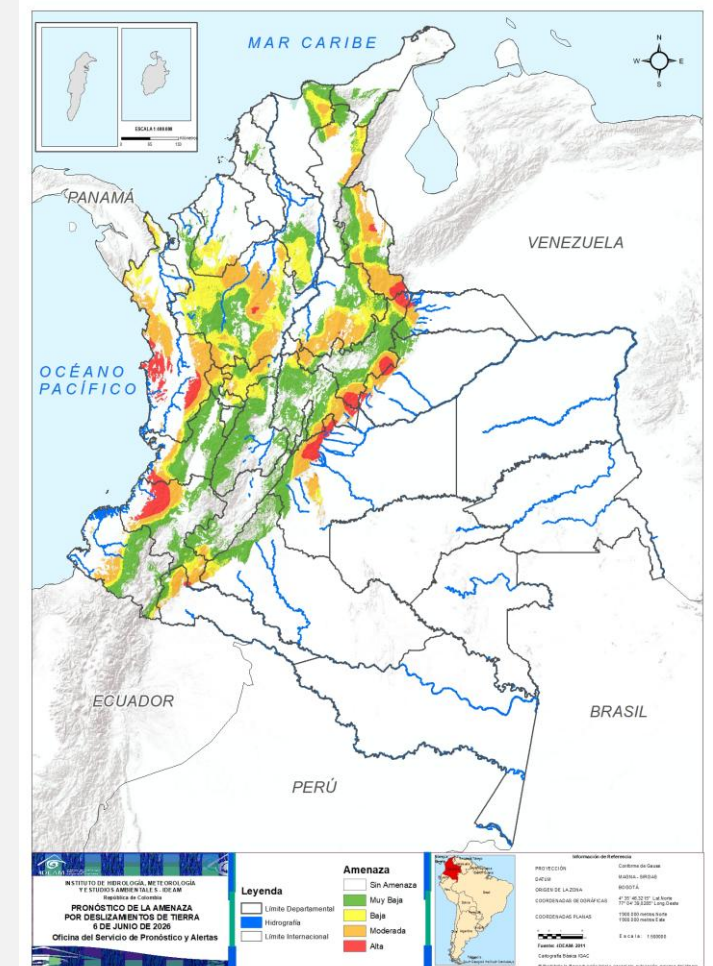 MAR CARIBE
N
W
E
S
ESCALA 1:400.000
PANAMÁ
VENEZUELA
OCÉANO
PACÍFICO
ECUADOR
BRASIL
PERÚ
INSTITUTO DE HIDROLOGÍA, METEOROLOGÍA
Y ESTUDIOS AMBIENTALES - IDEAM
República de Colombia
PRONÓSTICO DE LA AMENAZA
POR DESLIZAMIENTOS DE TIERRA
6 DE JUNIO DE 2026
Oficina del Servicio de Pronóstico y Alertas
Leyenda
Límite Departamental
Hidrografía
Límite Internacional
Amenaza
Sin Amenaza
Muy Baja
Baja
Moderada
Alta
Información de Referencia
PROYECCIÓN Conforme de Gauss
DATUM MAGNA - SIRGAS
ORIGEN DE LA ZONA BOGOTÁ
COORDENADAS GEOGRÁFICAS
COORDENADAS PLANAS
Fuente: IDEAM 2011
Cartografía Básica IGAC